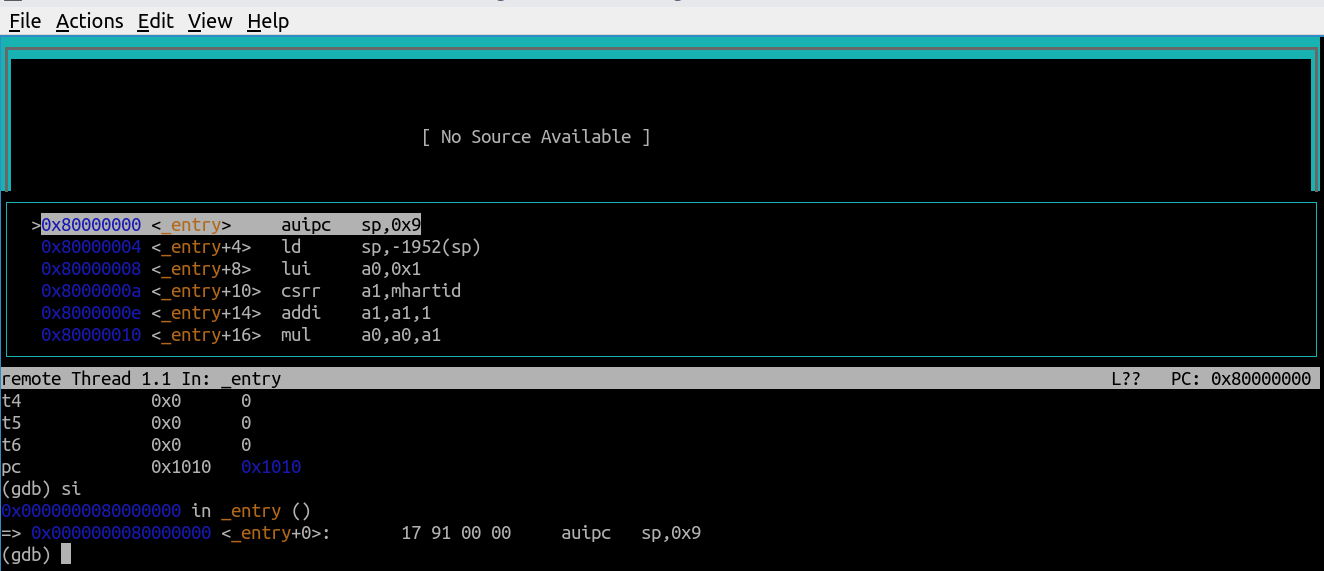 File Actions Edit View Help
[ No Source Available ]
>0x80000000 <_entry> auipc sp,0x9
0x80000004 <_entry+4> ld sp,-1952(sp)
0x80000008 <_entry+8> lui a0,0x1
0x8000000a <_entry+10> csrr a1,mhartid
0x8000000e <_entry+14> addi a1,a1,1
0x80000010 <_entry+16> mul a0,a0,a1
remote Thread 1.1 In: _entry L?? PC: 0x80000000
t4 0x0 0
t5 0x0 0
t6 0x0 0
pc 0x1010 0x1010
(gdb) si
0x0000000080000000 in _entry ()
=> 0x0000000080000000 <_entry+0>: 17 91 00 00 auipc sp,0x9
(gdb)